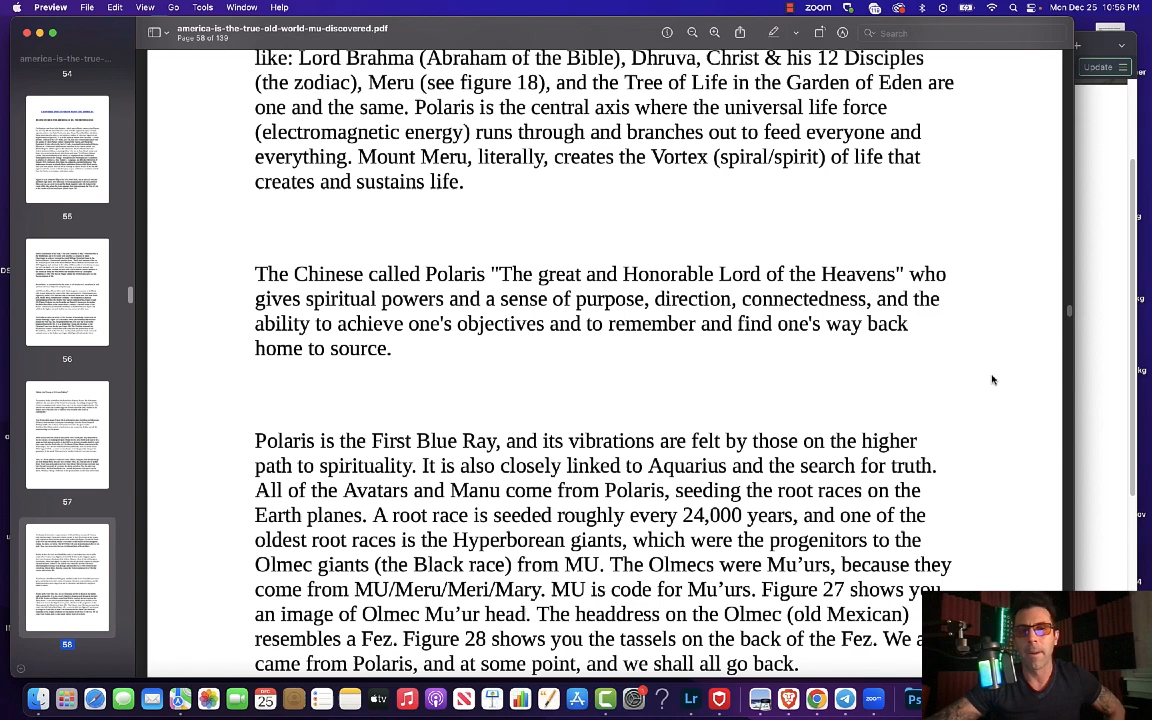 Preview File Edit View Go Tools Window Help
zoom
Mon Dec 25 10:56 PM
america-is-the-true-old-world-mu-discovered.pdf
Page 58 of 139
Search
Update
america-is-the-true-...
54
55
56
57
58
like: Lord Brahma (Abraham of the Bible), Dhruva, Christ & his 12 Disciples
(the zodiac), Meru (see figure 18), and the Tree of Life in the Garden of Eden are
one and the same. Polaris is the central axis where the universal life force
(electromagnetic energy) runs through and branches out to feed everyone and
everything. Mount Meru, literally, creates the Vortex (spiral/spirit) of life that
creates and sustains life.
The Chinese called Polaris "The great and Honorable Lord of the Heavens" who
gives spiritual powers and a sense of purpose, direction, connectedness, and the
ability to achieve one's objectives and to remember and find one's way back
home to source.
Polaris is the First Blue Ray, and its vibrations are felt by those on the higher
path to spirituality. It is also closely linked to Aquarius and the search for truth.
All of the Avatars and Manu come from Polaris, seeding the root races on the
Earth planes. A root race is seeded roughly every 24,000 years, and one of the
oldest root races is the Hyperborean giants, which were the progenitors to the
Olmec giants (the Black race) from MU. The Olmecs were Mu’urs, because they
come from MU/Meru/Meri/Mary. MU is code for Mu’urs. Figure 27 shows you
an image of Olmec Mu’ur head. The headdress on the Olmec (old Mexican)
resembles a Fez. Figure 28 shows you the tassels on the back of the Fez. We a
came from Polaris, and at some point, and we shall all go back.
DEC
25
tv
Lr
zoom
Ps